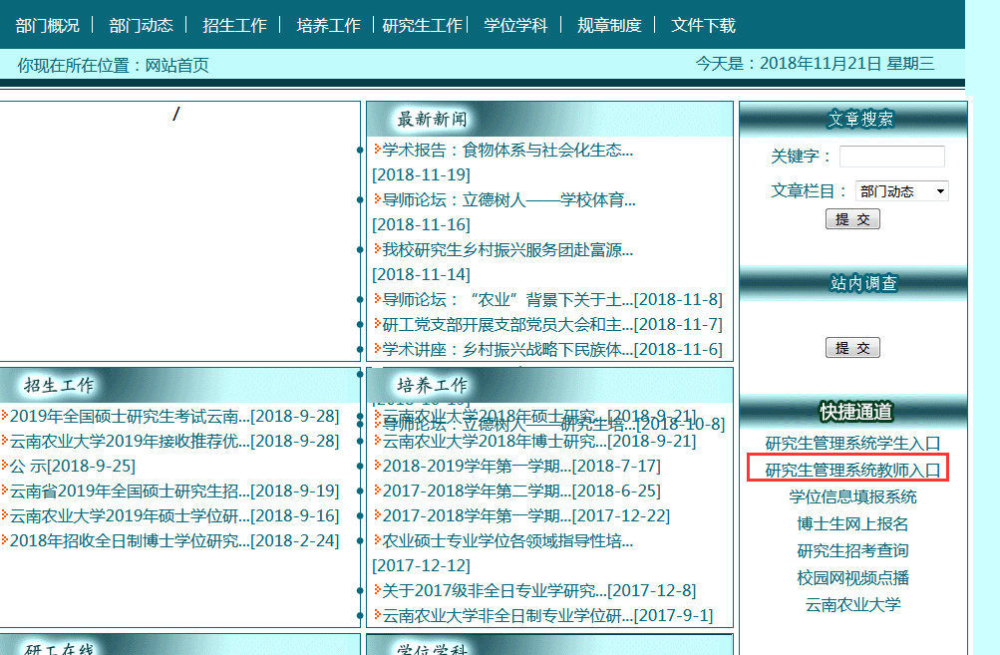 部门概况 部门动态 招生工作 培养工作 研究生工作 学位学科 规章制度 文件下载
你现在所在位置：网站首页
今天是：2018年11月21日 星期三
/
最新新闻
学术报告：食物体系与社会化生态...
[2018-11-19]
导师论坛：立德树人——学校体育...
[2018-11-16]
我校研究生乡村振兴服务团赴富源...
[2018-11-14]
导师论坛：“农业”背景下关于土...[2018-11-8]
研工党支部开展支部党员大会和主...[2018-11-7]
学术讲座：乡村振兴战略下民族体...[2018-11-6]
导师论坛：立德树人——研究生培...[2018-10-8]
文章搜索
关键字：
文章栏目： 部门动态
提 交
站内调查
提 交
快捷通道
研究生管理系统学生入口
研究生管理系统教师入口
学位信息填报系统
博士生网上报名
研究生招考查询
校园网视频点播
云南农业大学
招生工作
2019年全国硕士研究生考试云南...[2018-9-28]
云南农业大学2019年接收推荐优...[2018-9-28]
公 示[2018-9-25]
云南省2019年全国硕士研究生招...[2018-9-19]
云南农业大学2019年硕士学位研...[2018-9-16]
2018年招收全日制博士学位研究...[2018-2-24]
培养工作
云南农业大学2018年硕士研究...[2018-9-21]
云南农业大学2018年博士研究...[2018-9-21]
2018-2019学年第一学期...[2018-7-17]
2017-2018学年第二学期...[2018-6-25]
2017-2018学年第一学期...[2017-12-22]
农业硕士专业学位各领域指导性培...
[2017-12-12]
关于2017级非全日专业学研究...[2017-12-8]
云南农业大学非全日制专业学位研...[2017-9-1]
研工在线
学位学科